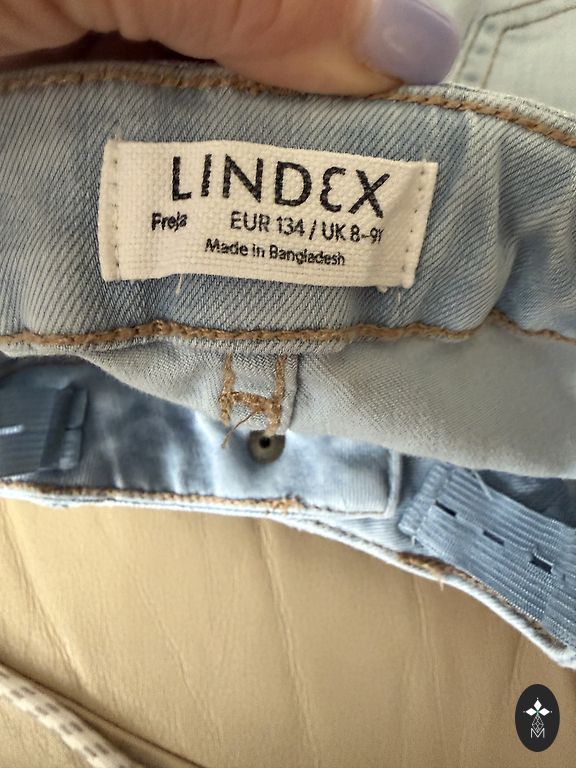 LINDEX
Freja EUR 134 / UK 8-9Y
Made in Bangladesh
M